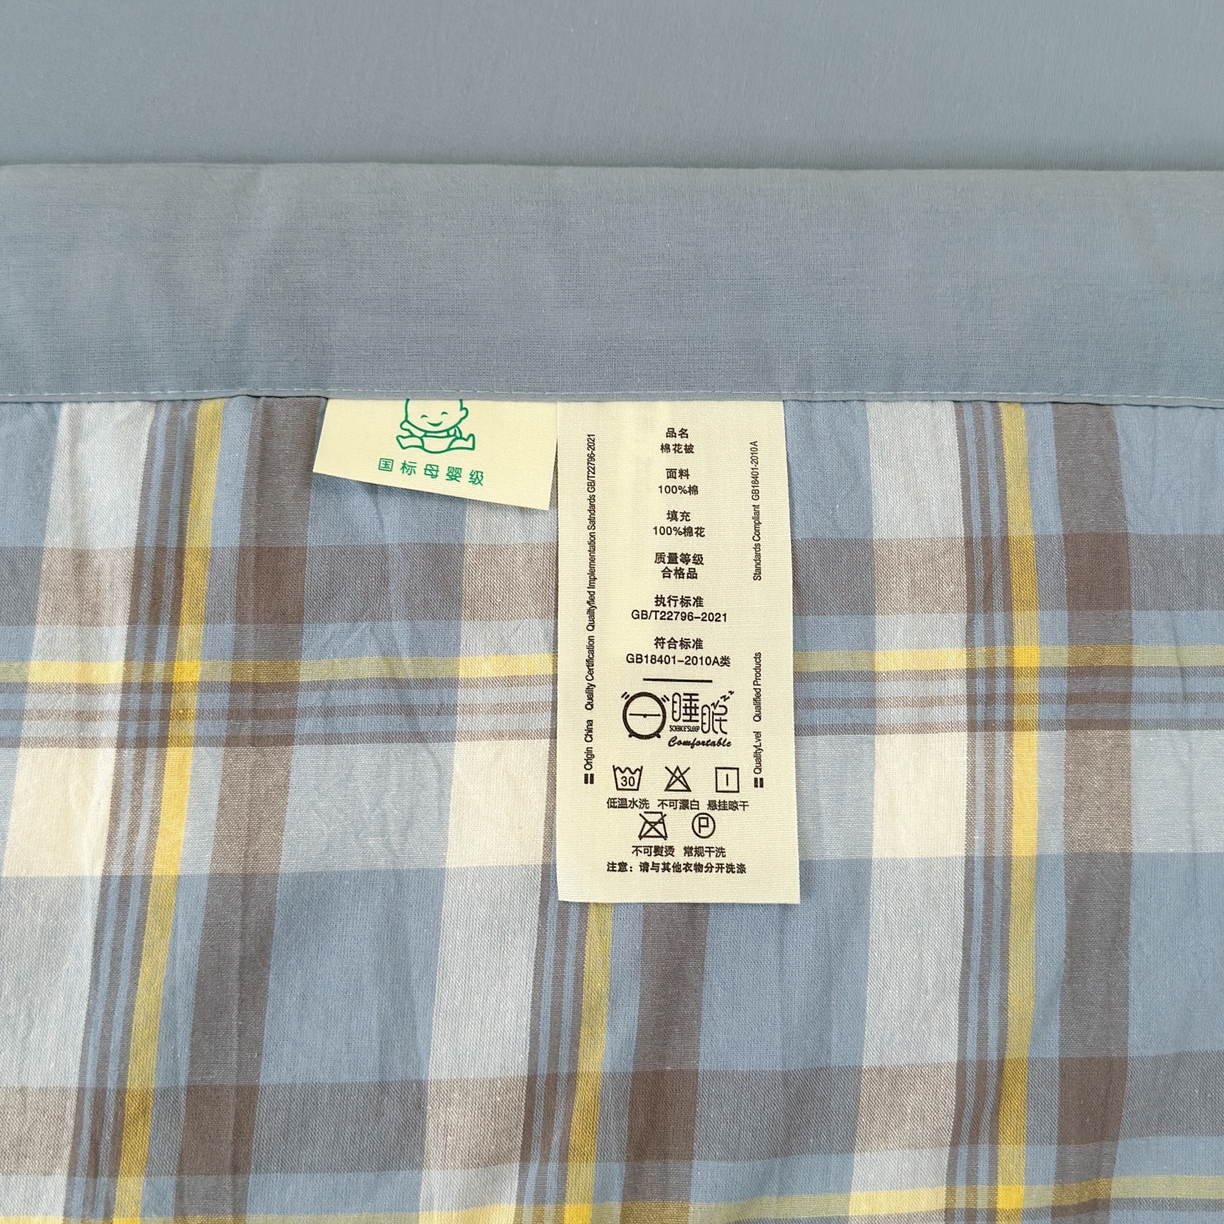 国标母婴级
品名
棉花被
面料
100%棉
填充
100%棉花
质量等级
合格品
执行标准
GB/T22796-2021
符合标准
GB18401-2010A类
睡眠
SCIENCE SLEEP
Comfortable
30
低温水洗 不可漂白 悬挂晾干
P
不可熨烫 常规干洗
注意：请与其他衣物分开洗涤
Origin China Quality Certification Qualityfied Implementation Satndards GB/T22796-2021
QualityLvel Qualified Products Standards Compliant GB18401-2010A